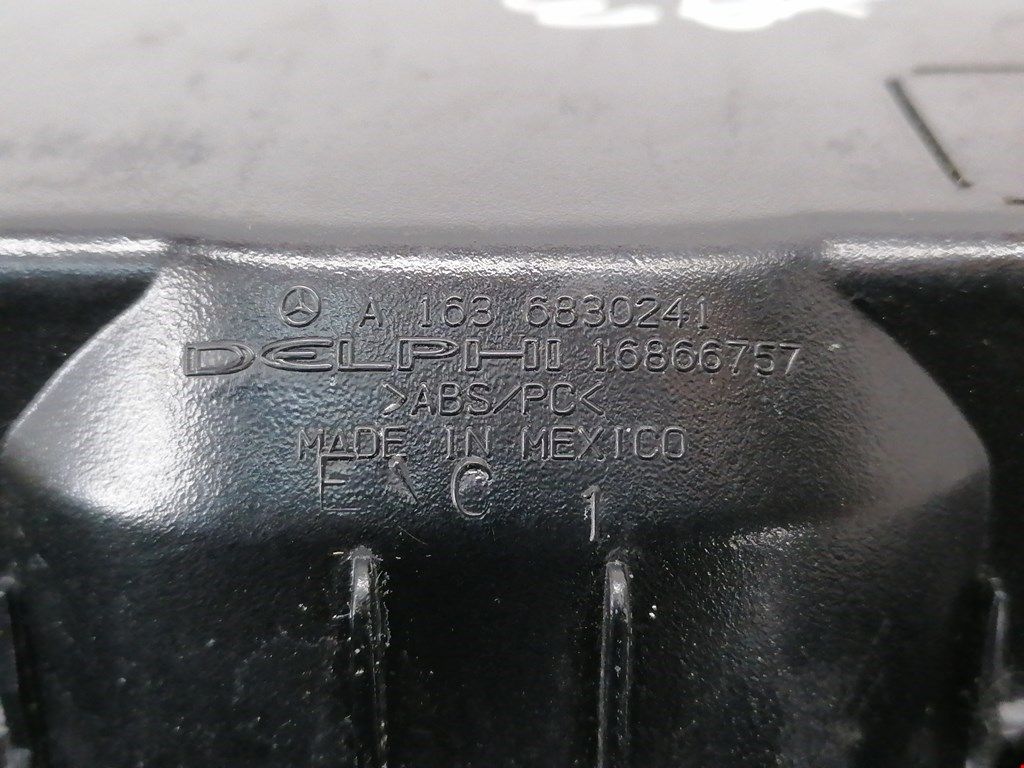 A 163 6830241
DELPHI 16866757
>ABS/PC<
MADE IN MEXICO
E C 1